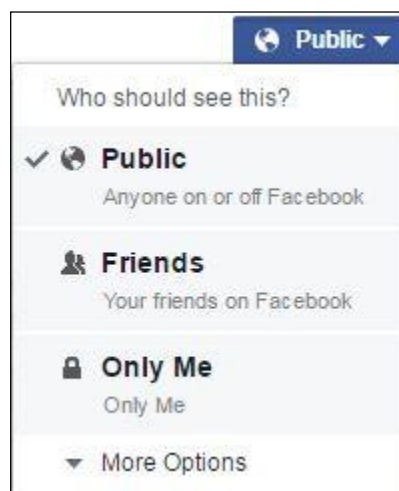 Public
Who should see this?
Public
Anyone on or off Facebook
Friends
Your friends on Facebook
Only Me
Only Me
More Options